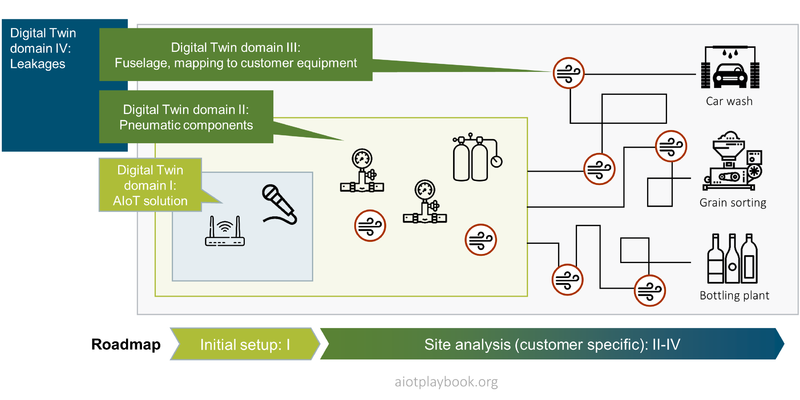 Digital Twin
domain IV:
Leakages
Digital Twin domain III:
Fuselage, mapping to customer equipment
Digital Twin domain II:
Pneumatic components
Digital Twin
domain I:
AIoT solution
Car wash
Grain sorting
Bottling plant
Roadmap
Initial setup: I
Site analysis (customer specific): II-IV
aiotplaybook.org